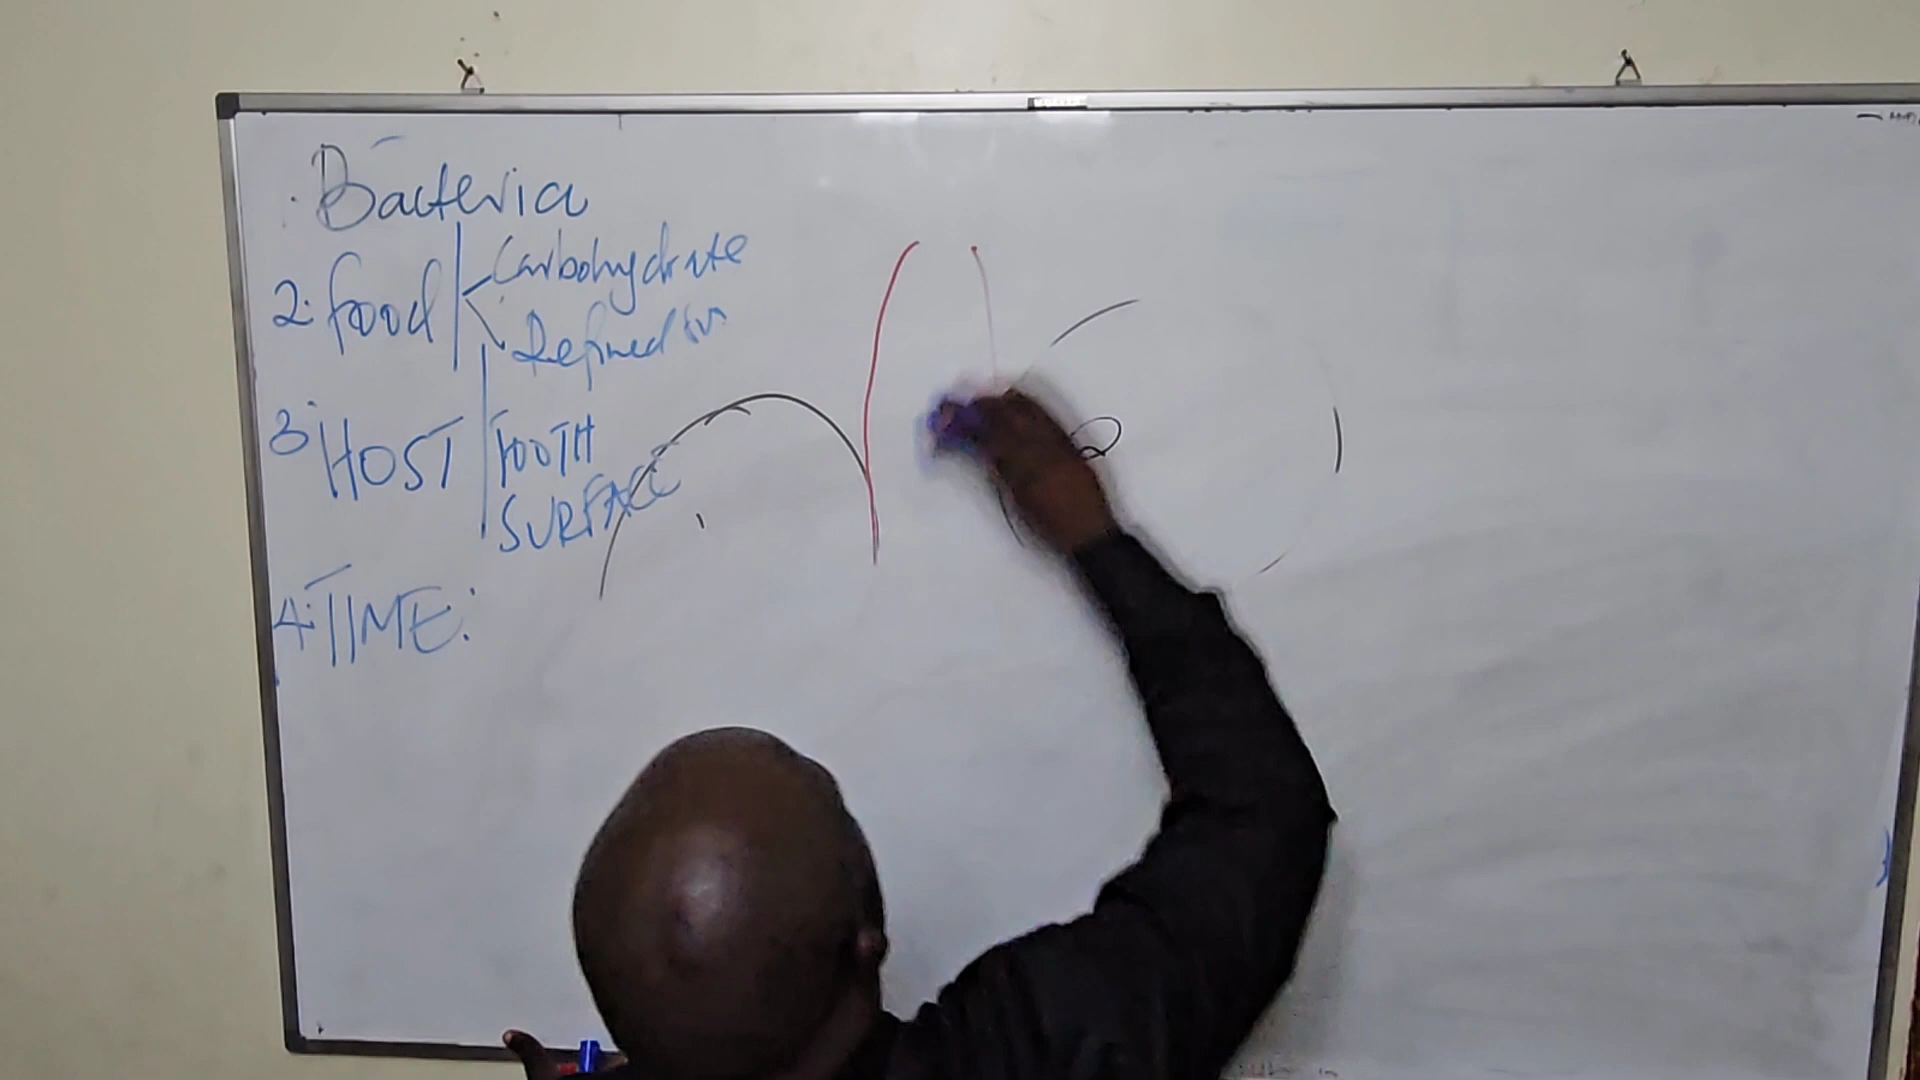 Bacteria
2. food
Carbohydrate
Refined
3. HOST
TOOTH
SURFACE
4. TIME: